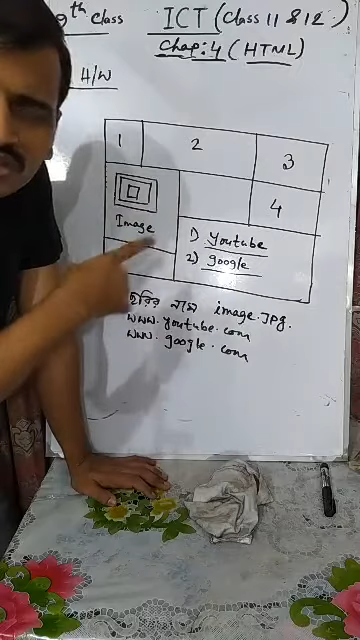 9th Class
ICT (Class 11 & 12)
Chap: 4 (HTML)
H/W
1
2
3
4
Image
1) Youtube
2) google
ছবির নাম image.Jpg.
www.youtube.com
www.google.com